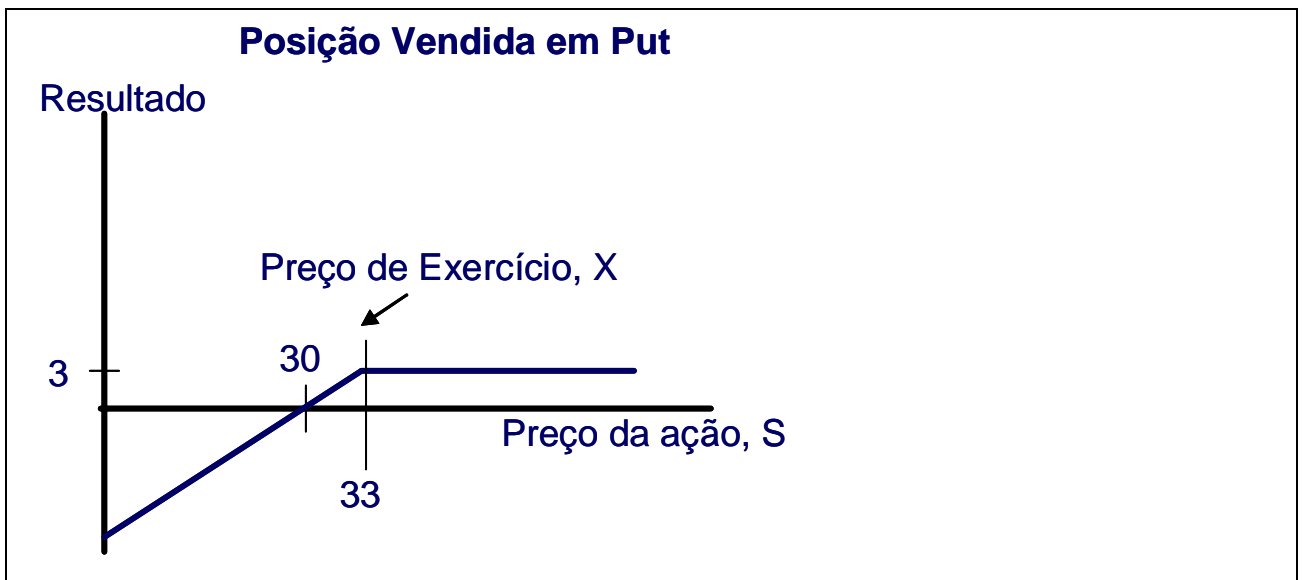 Posição Vendida em Put
Resultado
Preço de Exercício, X
30
3
Preço da ação, S
33